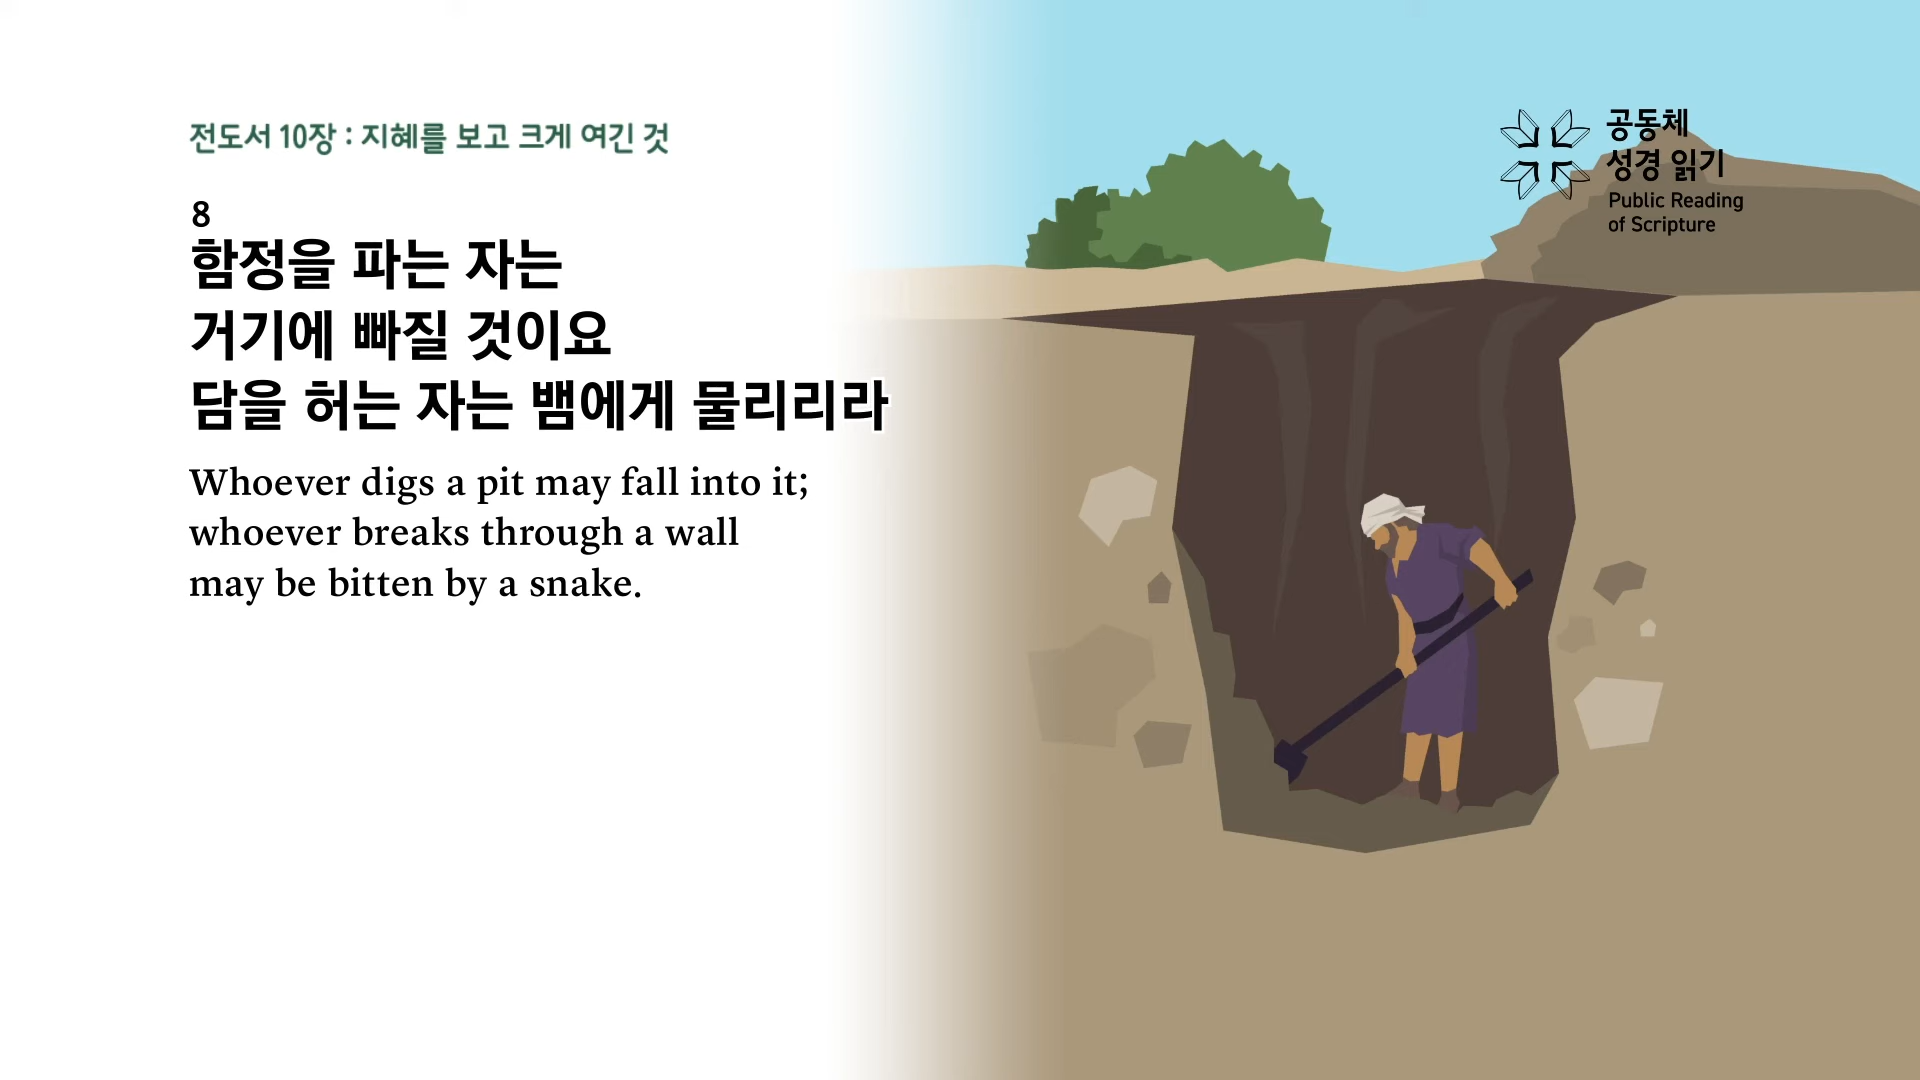 전도서 10장 : 지혜를 보고 크게 여긴 것
8
함정을 파는 자는
거기에 빠질 것이요
담을 허는 자는 뱀에게 물리리라
Whoever digs a pit may fall into it;
whoever breaks through a wall
may be bitten by a snake.
공동체
성경 읽기
Public Reading
of Scripture